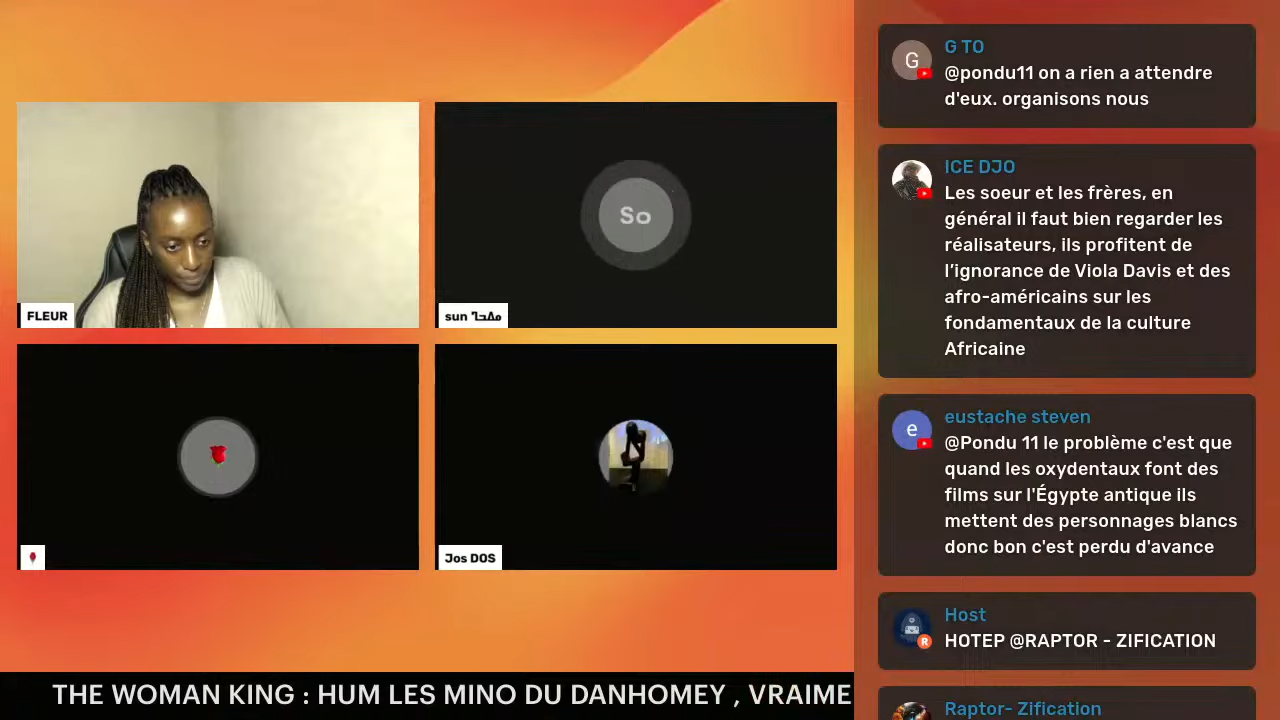 FLEUR
So
sun
Jos DOS
THE WOMAN KING : HUM LES MINO DU DANHOMEY , VRAIME
G TO
G
@pondu11 on a rien a attendre
d'eux. organisons nous
ICE DJO
Les soeur et les frères, en
général il faut bien regarder les
réalisateurs, ils profitent de
l'ignorance de Viola Davis et des
afro-américains sur les
fondamentaux de la culture
Africaine
eustache steven
e
@Pondu 11 le problème c'est que
quand les oxydentaux font des
films sur l'Égypte antique ils
mettent des personnages blancs
donc bon c'est perdu d'avance
Host
R
HOTEP @RAPTOR - ZIFICATION
Raptor- Zification